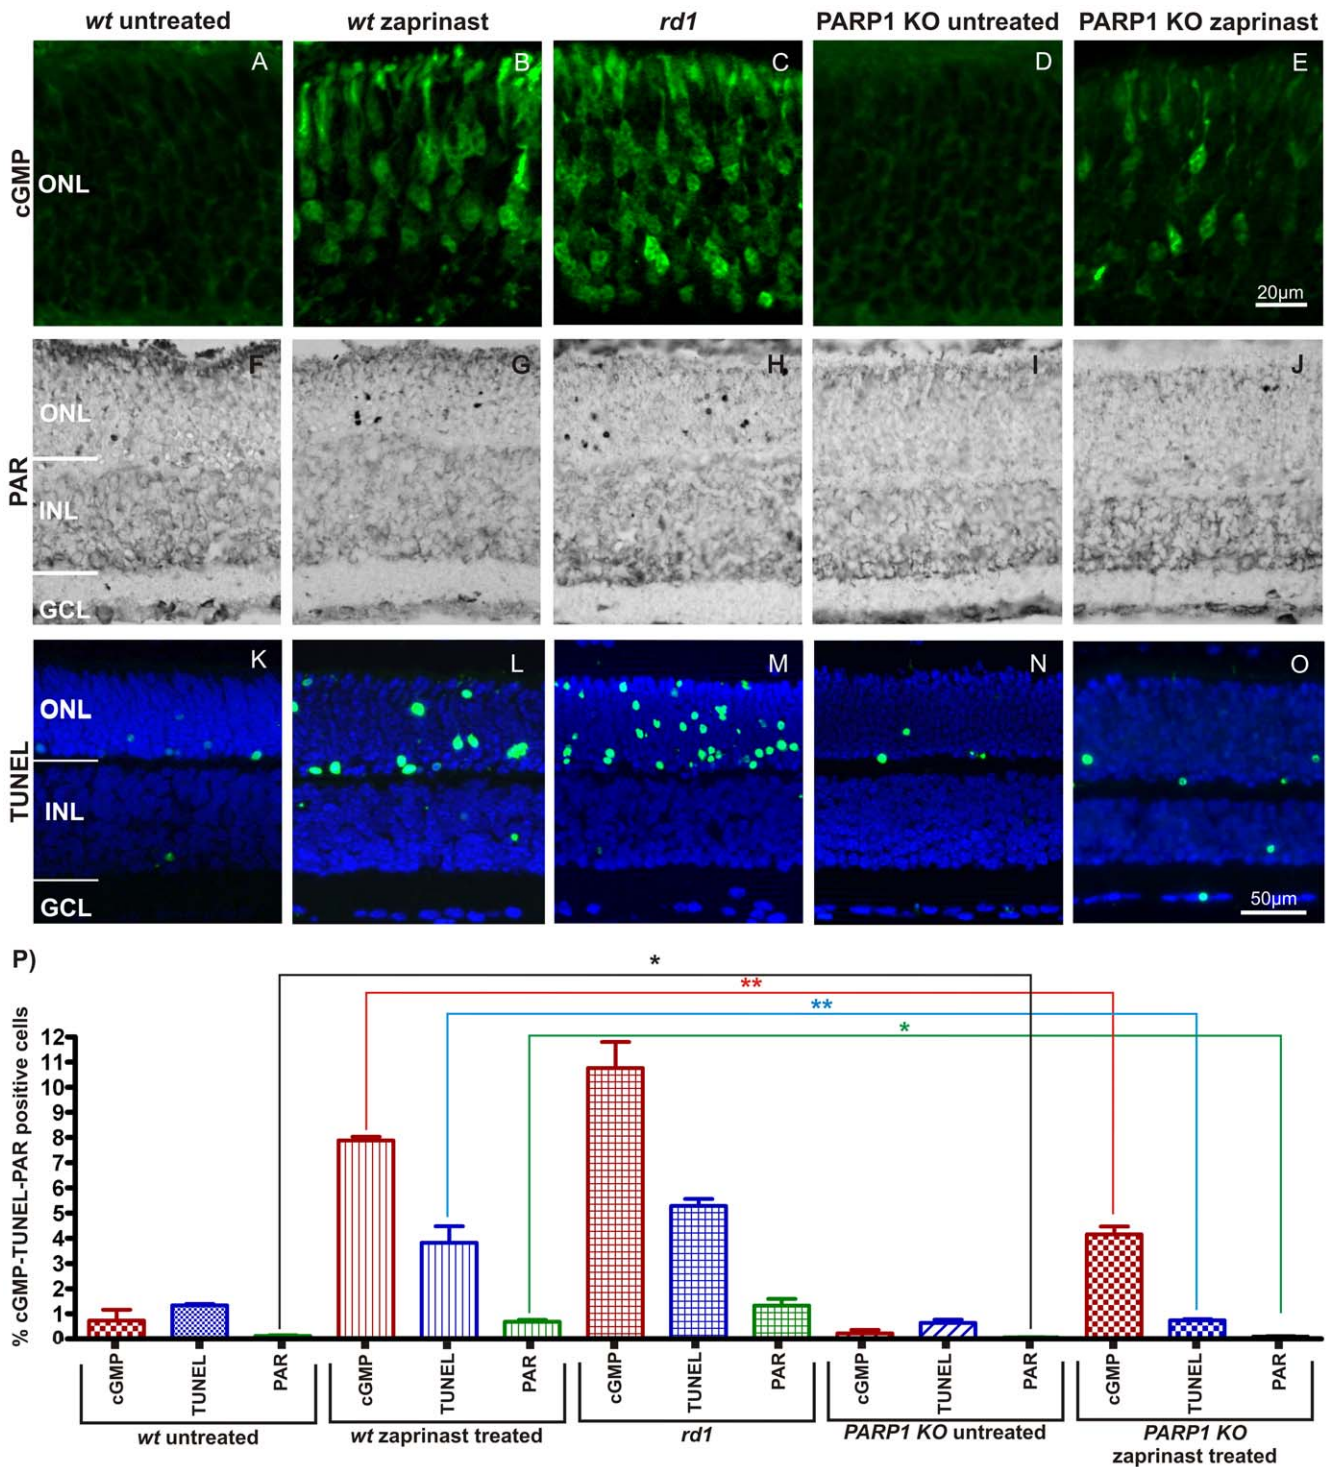 wt untreated
wt zaprinast
rd1
PARP1 KO untreated
PARP1 KO zaprinast
cGMP
ONL
A
B
C
D
E
20µm
PAR
ONL
INL
GCL
F
G
H
I
J
TUNEL
ONL
INL
GCL
K
L
M
N
O
50µm
P)
*
**
**
*
% cGMP-TUNEL-PAR positive cells
12
11
10
9
8
7
6
5
4
3
2
1
0
cGMP
TUNEL
PAR
cGMP
TUNEL
PAR
cGMP
TUNEL
PAR
cGMP
TUNEL
PAR
cGMP
TUNEL
PAR
wt untreated
wt zaprinast treated
rd1
PARP1 KO untreated
PARP1 KO
zaprinast treated